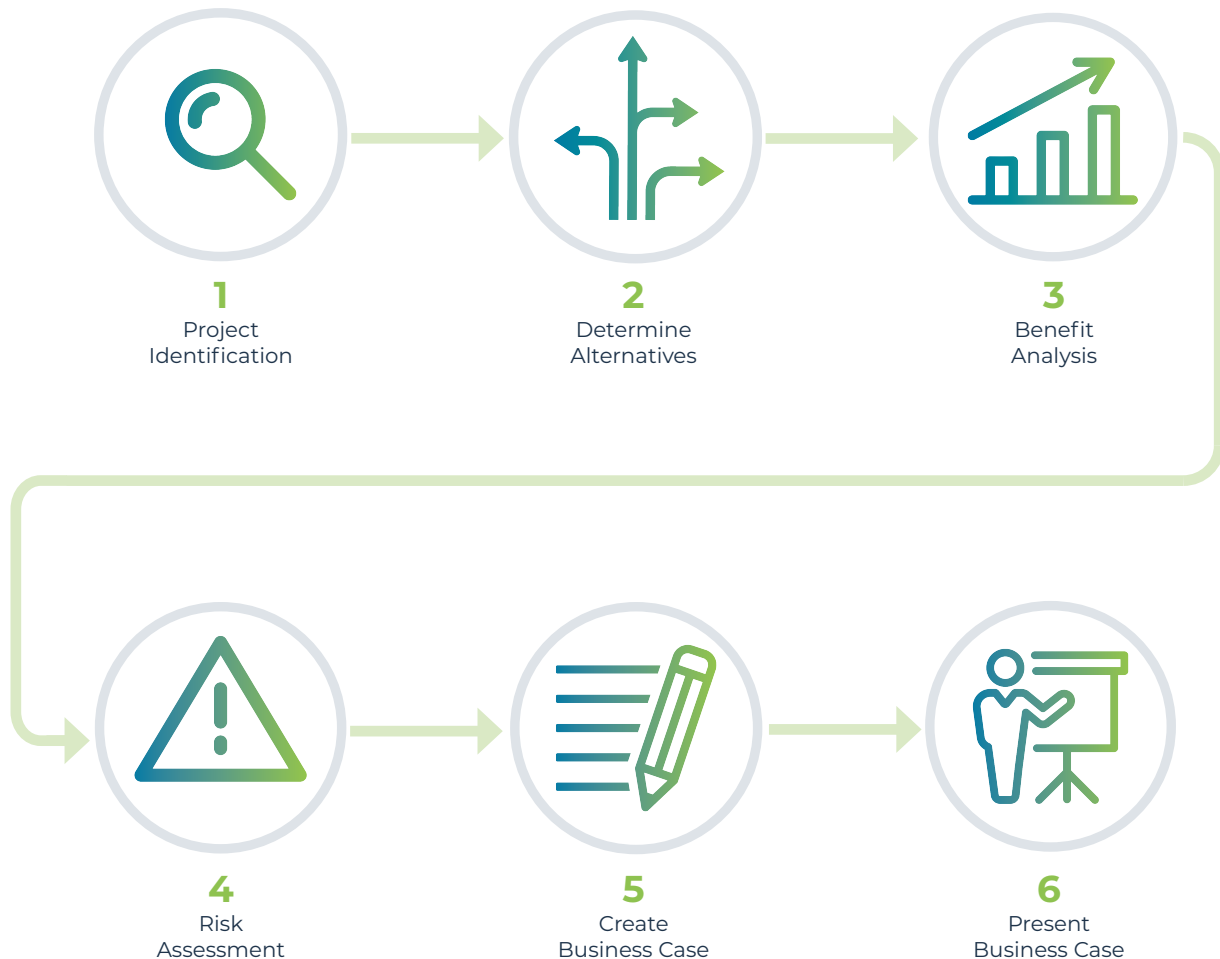 1
Project
Identification
2
Determine
Alternatives
3
Benefit
Analysis
4
Risk
Assessment
5
Create
Business Case
6
Present
Business Case